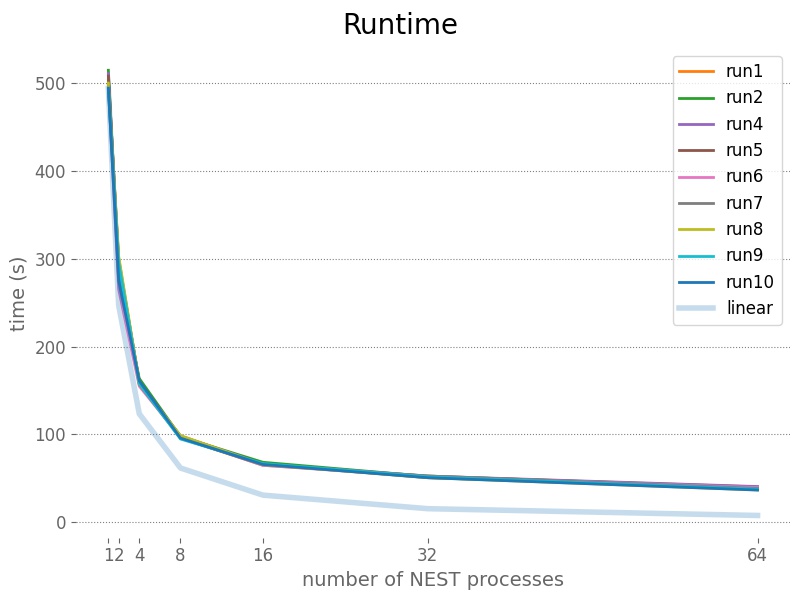 Runtime
500
400
300
200
100
0
time (s)
1 2 4 8 16 32 64
number of NEST processes
run1
run2
run4
run5
run6
run7
run8
run9
run10
linear